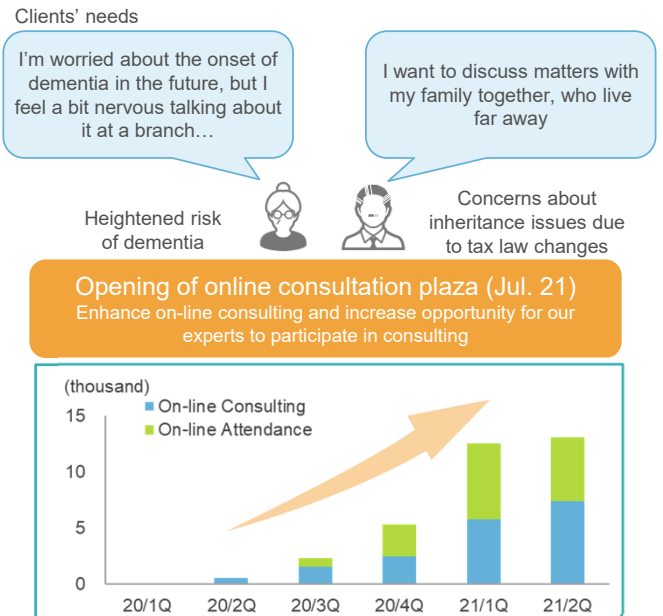 Clients’ needs
I’m worried about the onset of
dementia in the future, but I
feel a bit nervous talking about
it at a branch…
I want to discuss matters with
my family together, who live
far away
Heightened risk
of dementia
Concerns about
inheritance issues due
to tax law changes
Opening of online consultation plaza (Jul. 21)
Enhance on-line consulting and increase opportunity for our
experts to participate in consulting
(thousand)
15
On-line Consulting
On-line Attendance
10
5
0
20/1Q 20/2Q 20/3Q 20/4Q 21/1Q 21/2Q